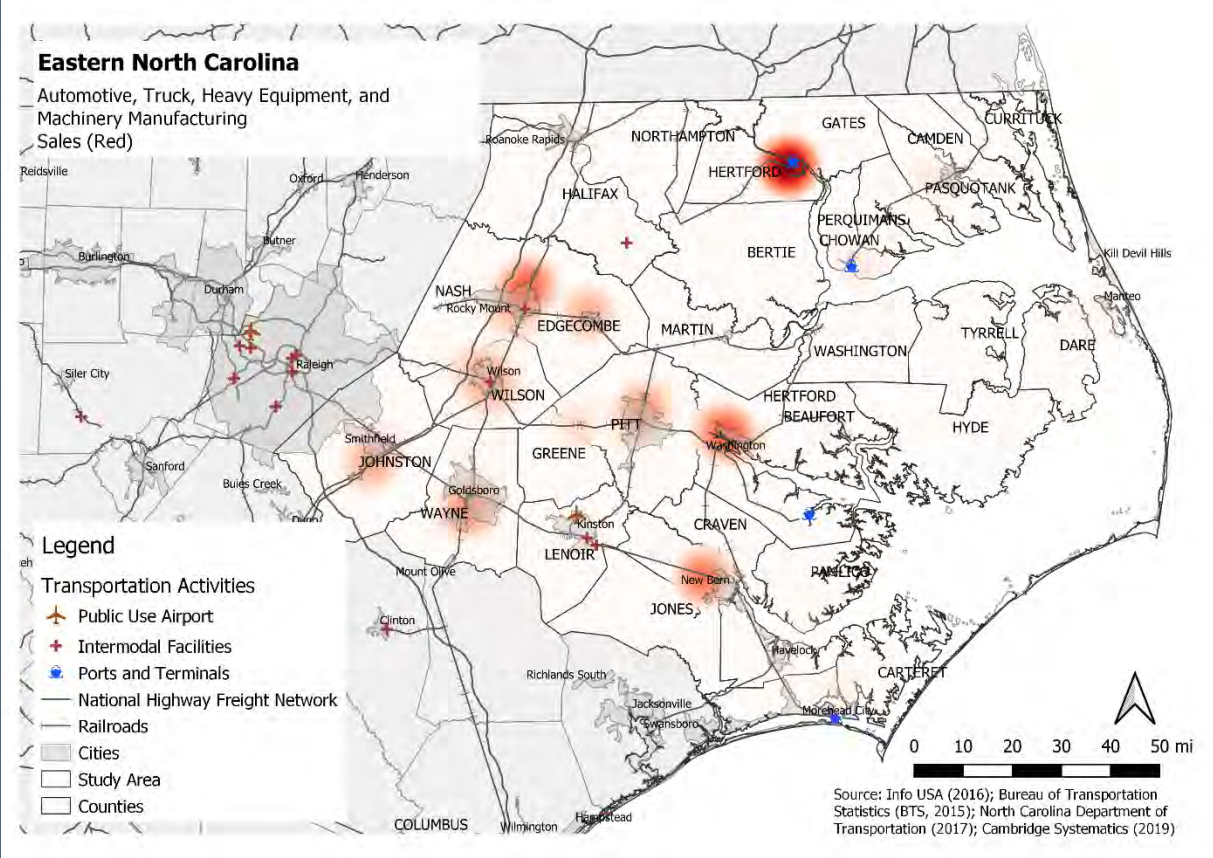 Eastern North Carolina
Automotive, Truck, Heavy Equipment, and
Machinery Manufacturing
Sales (Red)
Roanoke Rapids
NORTHAMPTON
GATES
CURRITUCK
CAMDEN
Reidsville
Oxford
Henderson
HERTFORD
PASQUOTANK
HALIFAX
PERQUIMANS
CHOWAN
Butner
Burlington
BERTIE
Kill Devil Hills
Durham
NASH
Rocky Mount
EDGECOMBE
MARTIN
Manteo
TYRRELL
DARE
WASHINGTON
Raleigh
Siler City
Wilson
WILSON
HERTFORD
BEAUFORT
PITT
HYDE
Smithfield
Washington
JOHNSTON
GREENE
Sanford
Buies Creek
Goldsboro
WAYNE
Kinston
CRAVEN
LENOIR
Mount Olive
New Bern
PAMLICO
JONES
Clinton
Havelock
Richlands South
CARTERET
Jacksonville
Swansboro
Morehead City
Hampstead
COLUMBUS
Wilmington
Legend
Transportation Activities
Public Use Airport
Intermodal Facilities
Ports and Terminals
National Highway Freight Network
Railroads
Cities
Study Area
Counties
0 10 20 30 40 50 mi
Source: Info USA (2016); Bureau of Transportation
Statistics (BTS, 2015); North Carolina Department of
Transportation (2017); Cambridge Systematics (2019)